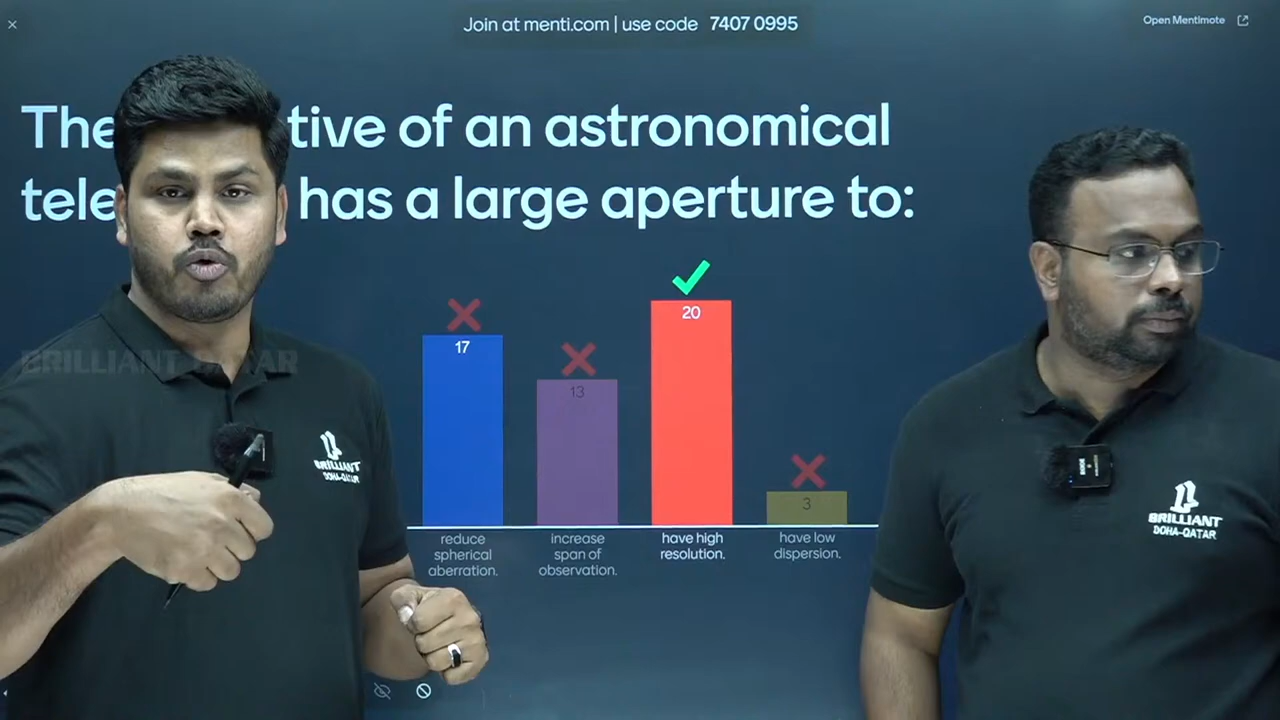 Join at menti.com | use code 7407 0995
Open Mentimote
The tive of an astronomical
tele has a large aperture to:
17
13
20
3
reduce
spherical
aberration.
increase
span of
observation.
have high
resolution.
have low
dispersion.
BRILLIANT QATAR
BRILLIANT
DOHA-QATAR
BRILLIANT
DOHA-QATAR